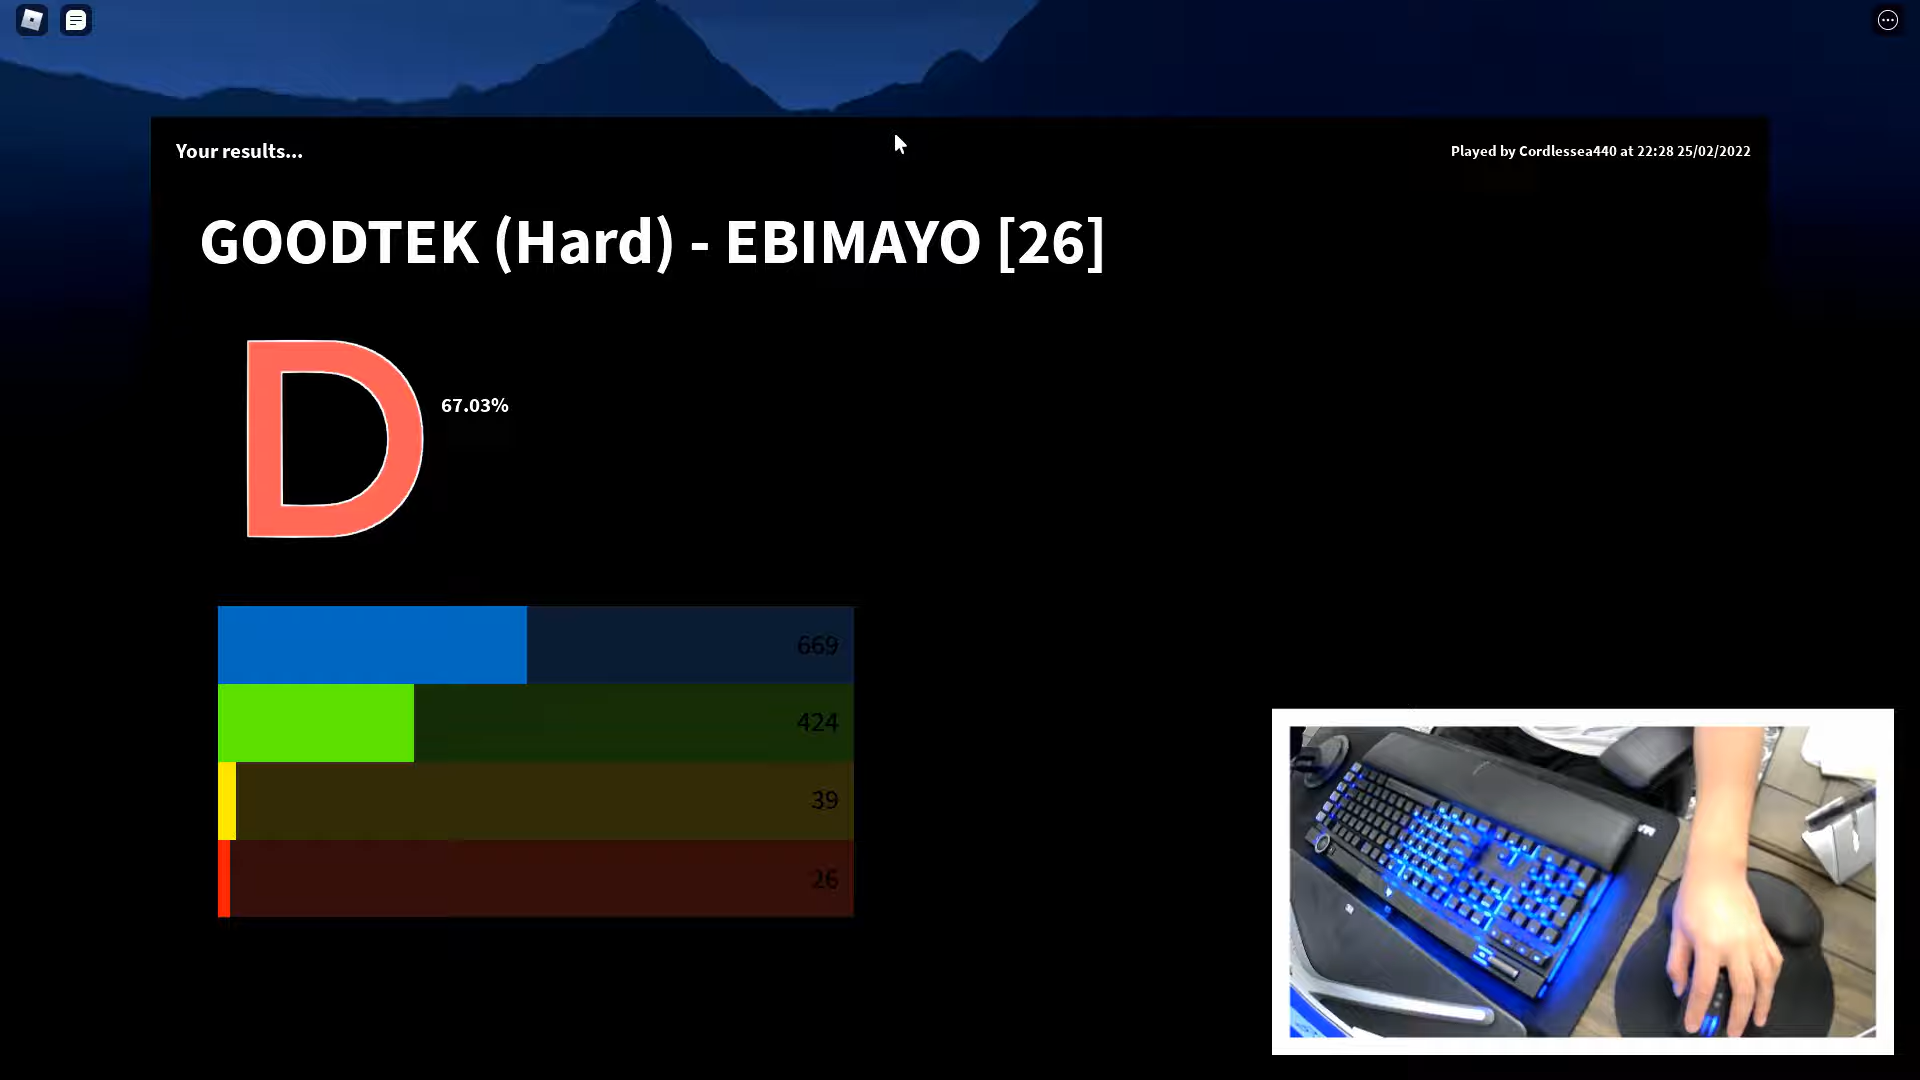 Your results...
Played by Cordlessea440 at 22:28 25/02/2022
GOODTEK (Hard) - EBIMAYO [26]
D
67.03%
669
424
39
26